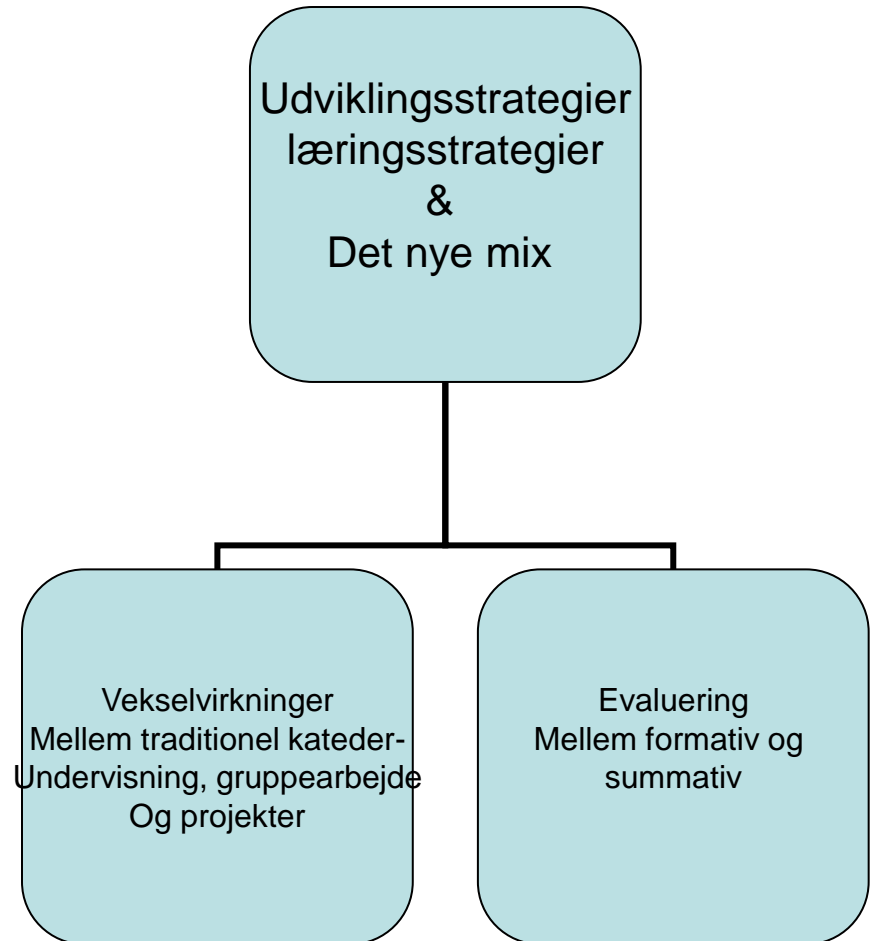 Udviklingsstrategier
læringsstrategier
&
Det nye mix
Vekselvirkninger
Mellem traditionel kateder-
Undervisning, gruppearbejde
Og projekter
Evaluering
Mellem formativ og
summativ